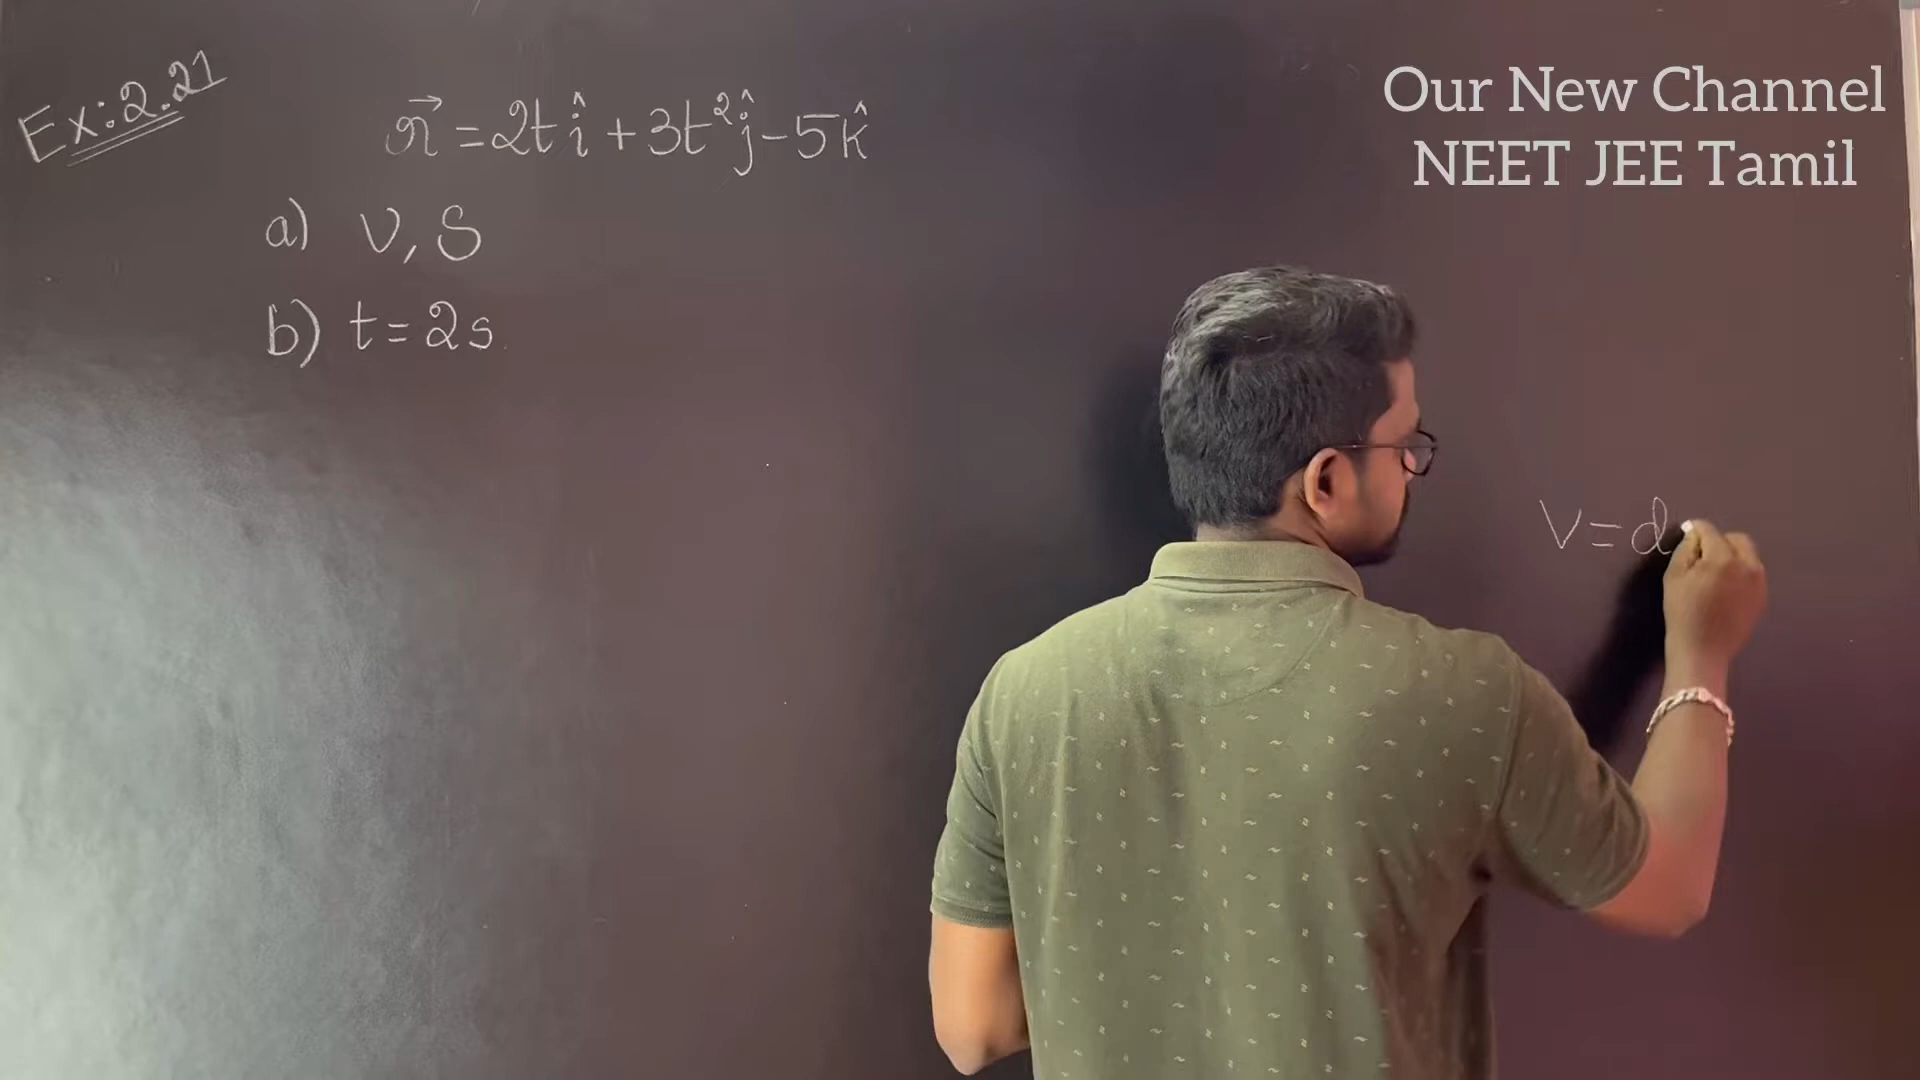 Ex:2.21
r⃗ = 2t î + 3t² ĵ - 5 k̂
a) v, S
b) t = 2s
Our New Channel
NEET JEE Tamil
V = d